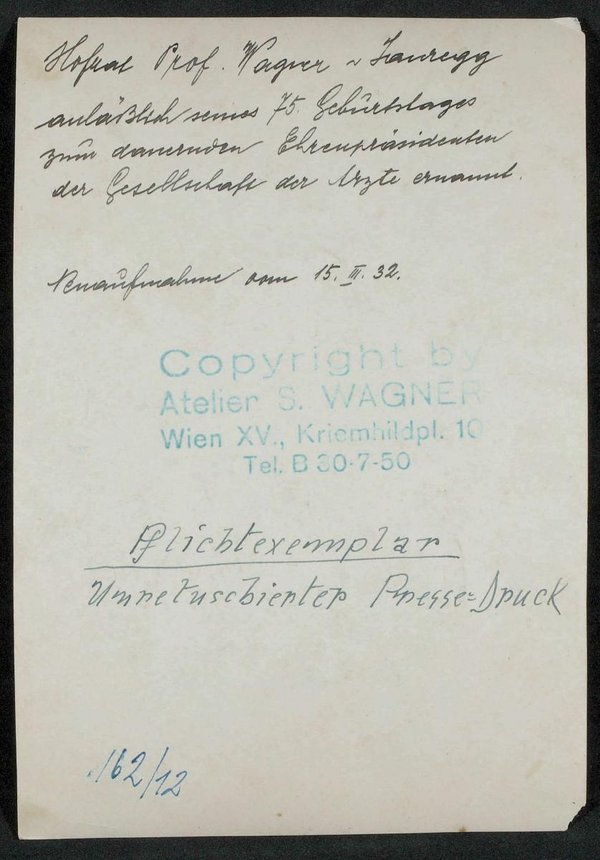 Hofrat Prof. Wagner v Jauregg
anläßlich seines 75. Geburtstages
zum dauernden Ehrenpräsidenten
der Gesellschaft der Ärzte ernannt.
Neuaufnahme vom 15. III. 32.
Copyright by
Atelier S. WAGNER
Wien XV., Kriemhildpl. 10
Tel. B 30-7-50
Pflichtexemplar
Unretuschierter Presse=Druck
162/12